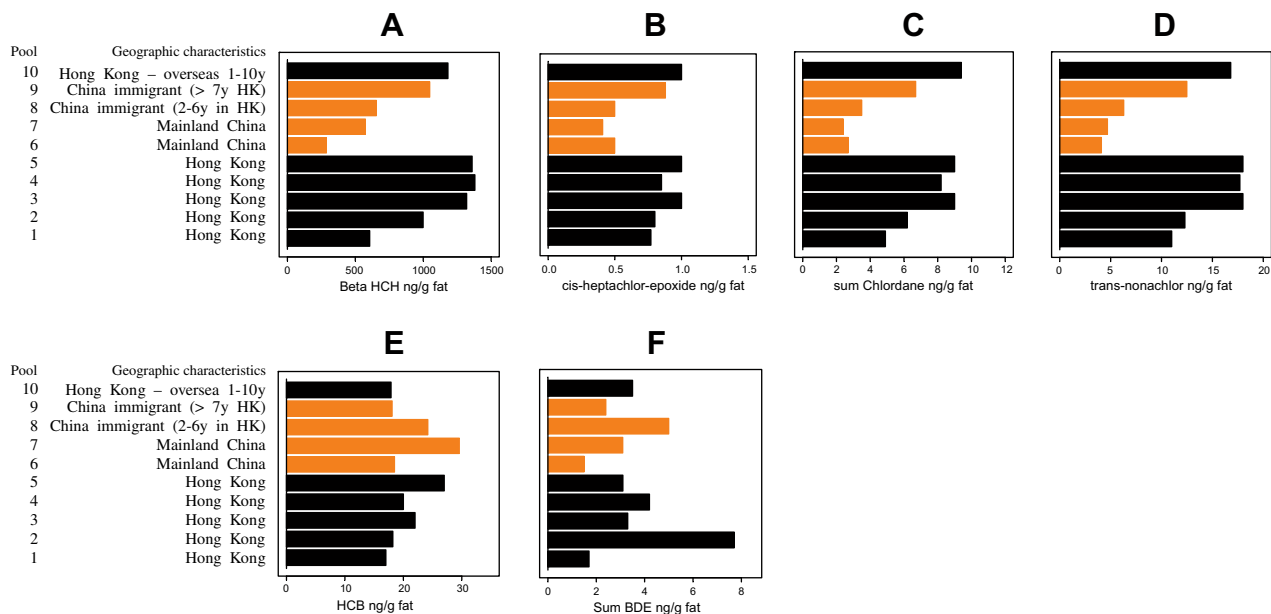 A B C D
Pool Geographic characteristics
10 Hong Kong – overseas 1-10y
9 China immigrant (> 7y HK)
8 China immigrant (2-6y in HK)
7 Mainland China
6 Mainland China
5 Hong Kong
4 Hong Kong
3 Hong Kong
2 Hong Kong
1 Hong Kong
0 500 1000 1500 0.0 0.5 1.0 1.5 0 2 4 6 8 10 12 0 5 10 15 20
Beta HCH ng/g fat cis-heptachlor-epoxide ng/g fat sum Chlordane ng/g fat trans-nonachlor ng/g fat
E F
Pool Geographic characteristics
10 Hong Kong – oversea 1-10y
9 China immigrant (> 7y HK)
8 China immigrant (2-6y in HK)
7 Mainland China
6 Mainland China
5 Hong Kong
4 Hong Kong
3 Hong Kong
2 Hong Kong
1 Hong Kong
0 10 20 30 0 2 4 6 8
HCB ng/g fat Sum BDE ng/g fat